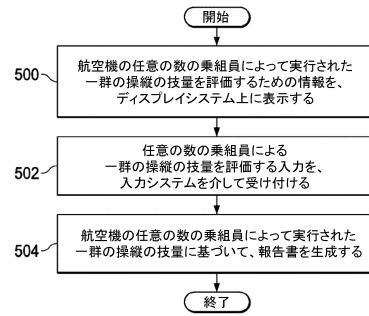 開始
500
航空機の任意の数の乗組員によって実行された
一群の操縦の技量を評価するための情報を、
ディスプレイシステム上に表示する
502
任意の数の乗組員による
一群の操縦の技量を評価する入力を、
入力システムを介して受け付ける
504
航空機の任意の数の乗組員によって実行された
一群の操縦の技量に基づいて、報告書を生成する
終了